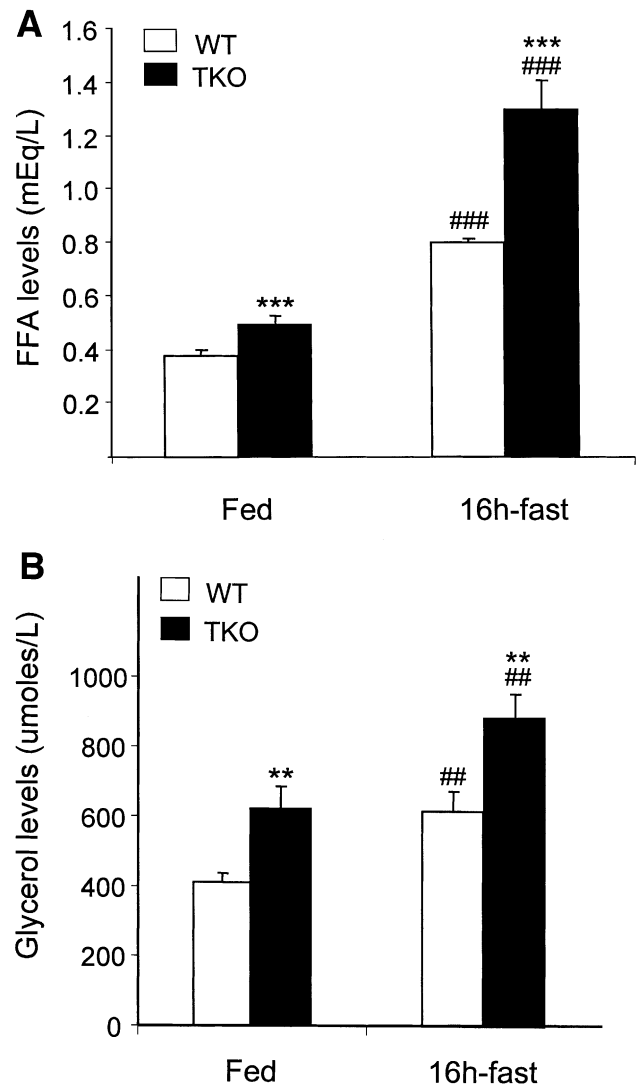 A
WT
TKO
FFA levels (mEq/L)
1.6
1.4
1.2
1.0
0.8
0.6
0.4
0.2
***
###
###
***
Fed 16h-fast
B
WT
TKO
Glycerol levels (umoles/L)
1000
800
600
400
200
0
**
##
##
**
Fed 16h-fast